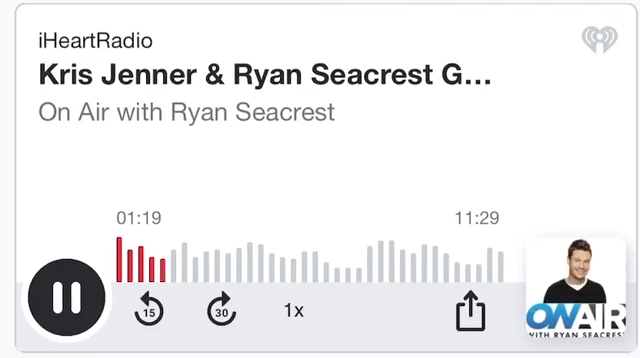 iHeartRadio
Kris Jenner & Ryan Seacrest G...
On Air with Ryan Seacrest
01:19
11:29
15
30
1x
ON AIR
WITH RYAN SEACREST